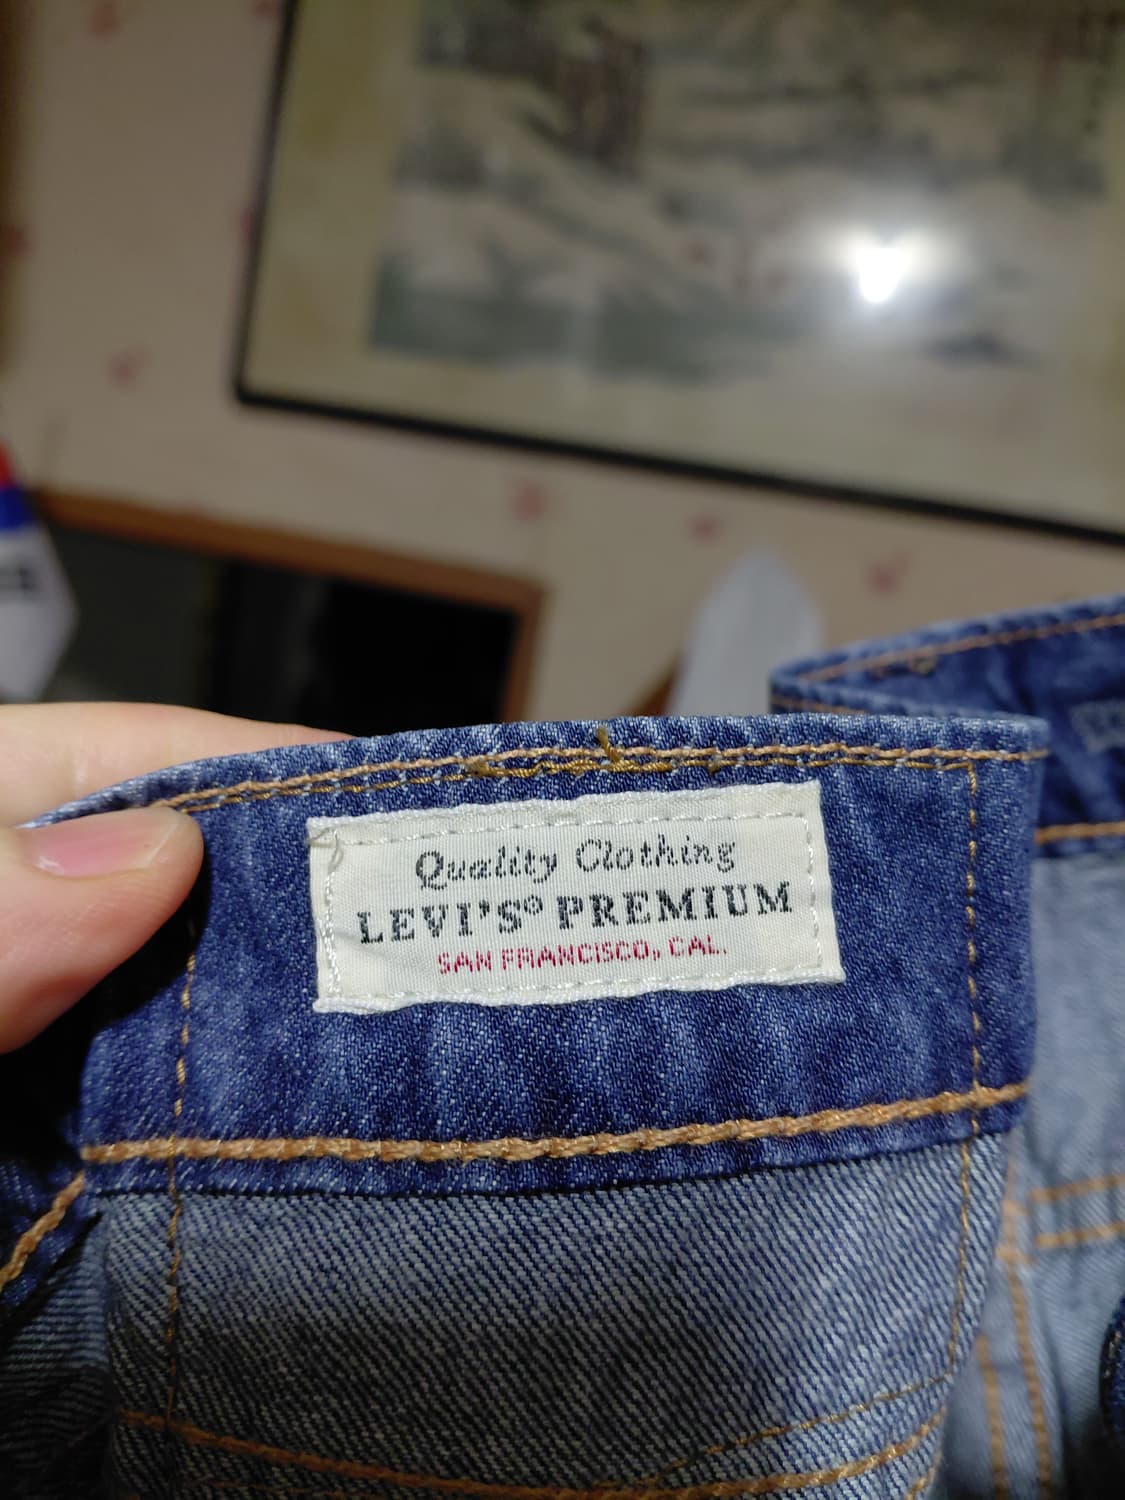 Quality Clothing
LEVI'S® PREMIUM
SAN FRANCISCO, CAL.